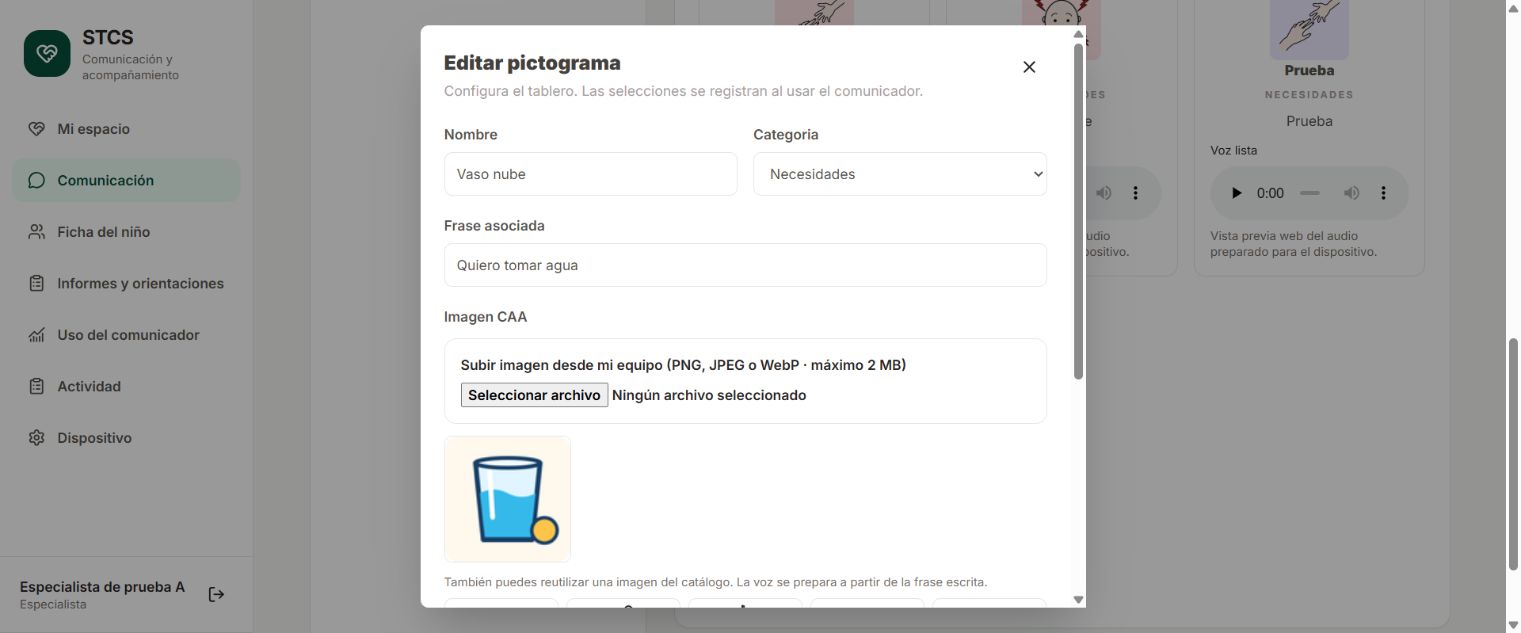 STCS
Comunicación y
acompañamiento
Mi espacio
Comunicación
Ficha del niño
Informes y orientaciones
Uso del comunicador
Actividad
Dispositivo
Especialista de prueba A
Especialista
Editar pictograma
Configura el tablero. Las selecciones se registran al usar el comunicador.
Nombre
Categoria
Vaso nube
Necesidades
Frase asociada
Quiero tomar agua
Imagen CAA
Subir imagen desde mi equipo (PNG, JPEG o WebP · máximo 2 MB)
Seleccionar archivo Ningún archivo seleccionado
También puedes reutilizar una imagen del catálogo. La voz se prepara a partir de la frase escrita.
Prueba
NECESIDADES
Prueba
Voz lista
0:00
Vista previa web del audio
preparado para el dispositivo.